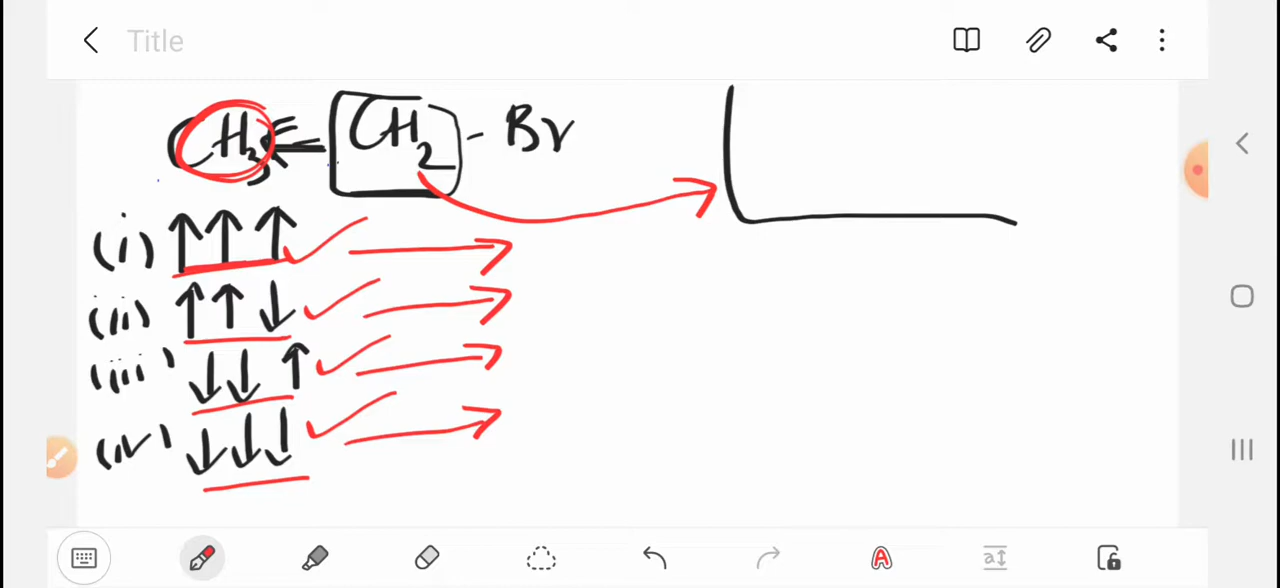 Title
CH3 - CH2 - Br
(i) ↑↑↑
(ii) ↑↑↓
(iii) ↓↓↑
(iv) ↓↓↓
A